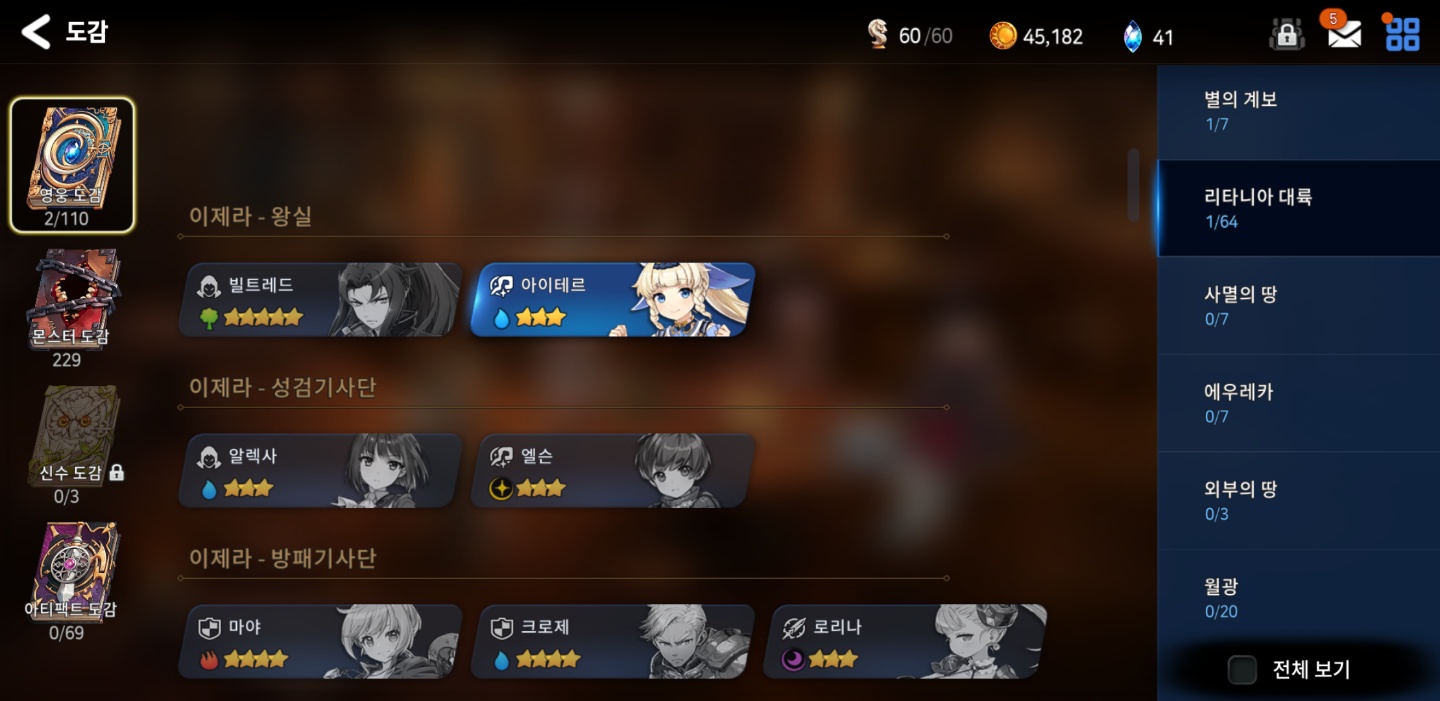 도감
60/60
45,182
41
5
영웅 도감
2/110
몬스터 도감
229
신수 도감
0/3
아티팩트 도감
0/69
이제라 - 왕실
빌트레드
아이테르
이제라 - 성검기사단
알렉사
엘슨
이제라 - 방패기사단
마야
크로제
로리나
별의 계보
1/7
리타니아 대륙
1/64
사멸의 땅
0/7
에우레카
0/7
외부의 땅
0/3
월광
0/20
전체 보기